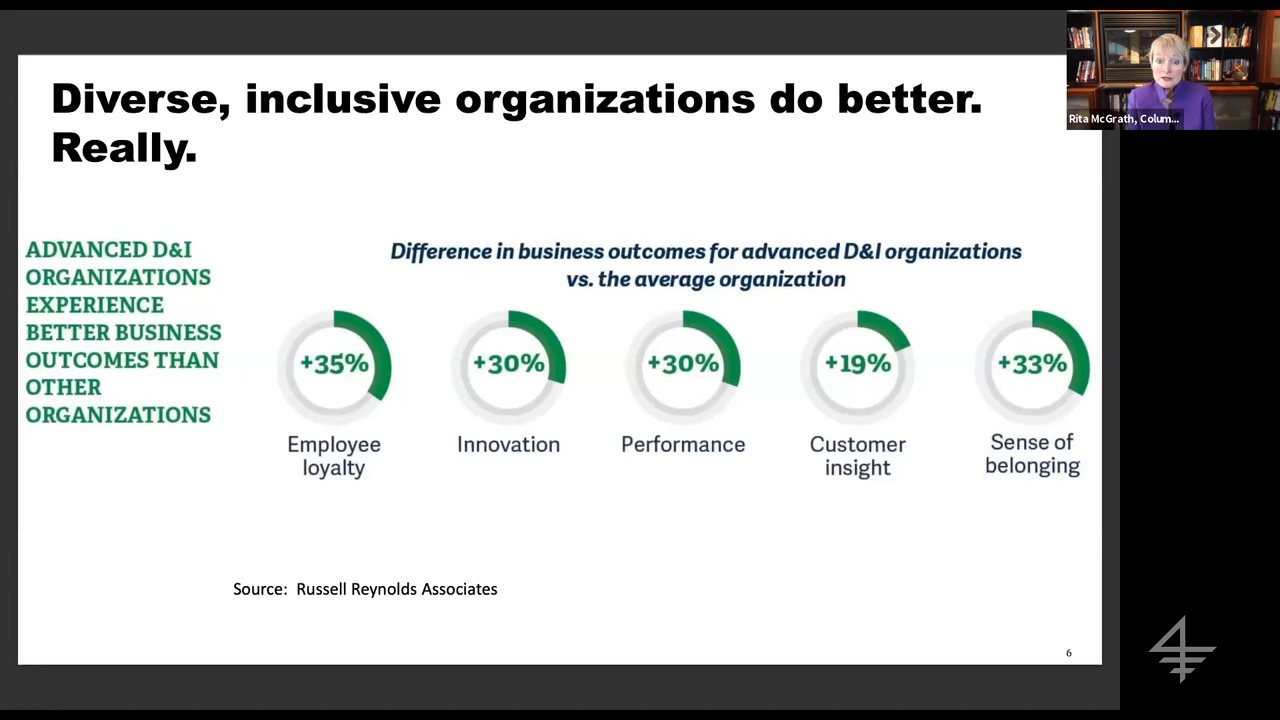 Diverse, inclusive organizations do better.
Really.
Rita McGrath, Colum...
ADVANCED D&I
ORGANIZATIONS
EXPERIENCE
BETTER BUSINESS
OUTCOMES THAN
OTHER
ORGANIZATIONS
Difference in business outcomes for advanced D&I organizations
vs. the average organization
+35%
Employee
loyalty
+30%
Innovation
+30%
Performance
+19%
Customer
insight
+33%
Sense of
belonging
Source: Russell Reynolds Associates
6